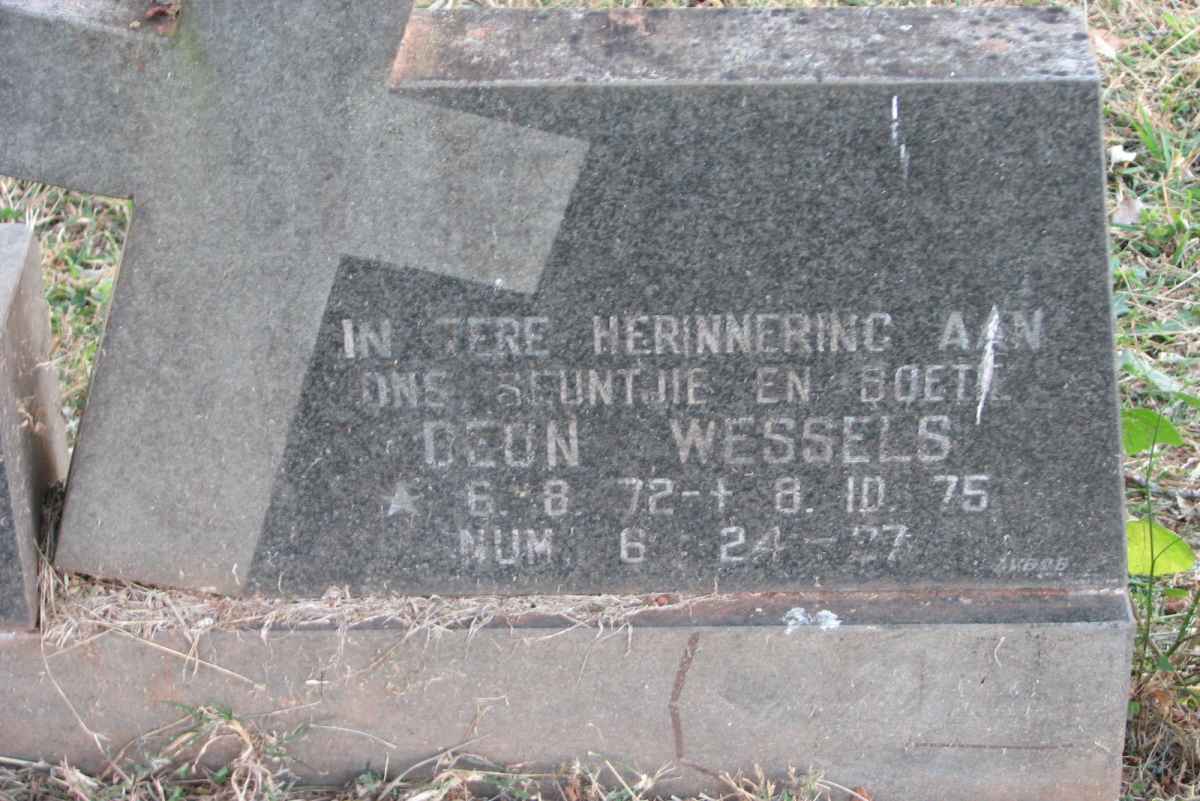 IN TERE HERINNERING AAN
ONS SEUNTJIE EN BOETIE
DEON WESSELS
★ 6. 8. 72 - † 8. 10. 75
NUM. 6 : 24 - 27